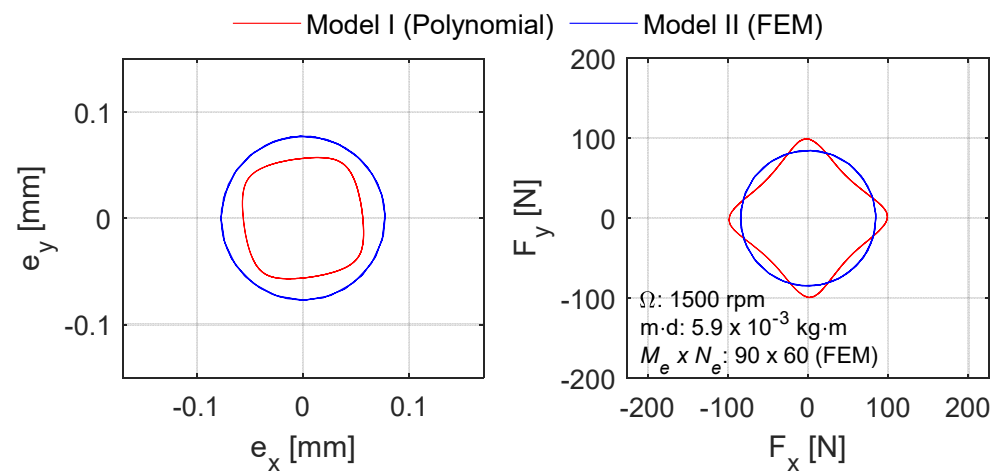 Model I (Polynomial) Model II (FEM)
0.1
0
-0.1
e_y [mm]
-0.1 0 0.1
e_x [mm]
200
100
0
-100
-200
F_y [N]
Ω: 1500 rpm
m·d: 5.9 x 10^-3 kg·m
M_e x N_e: 90 x 60 (FEM)
-200 -100 0 100 200
F_x [N]